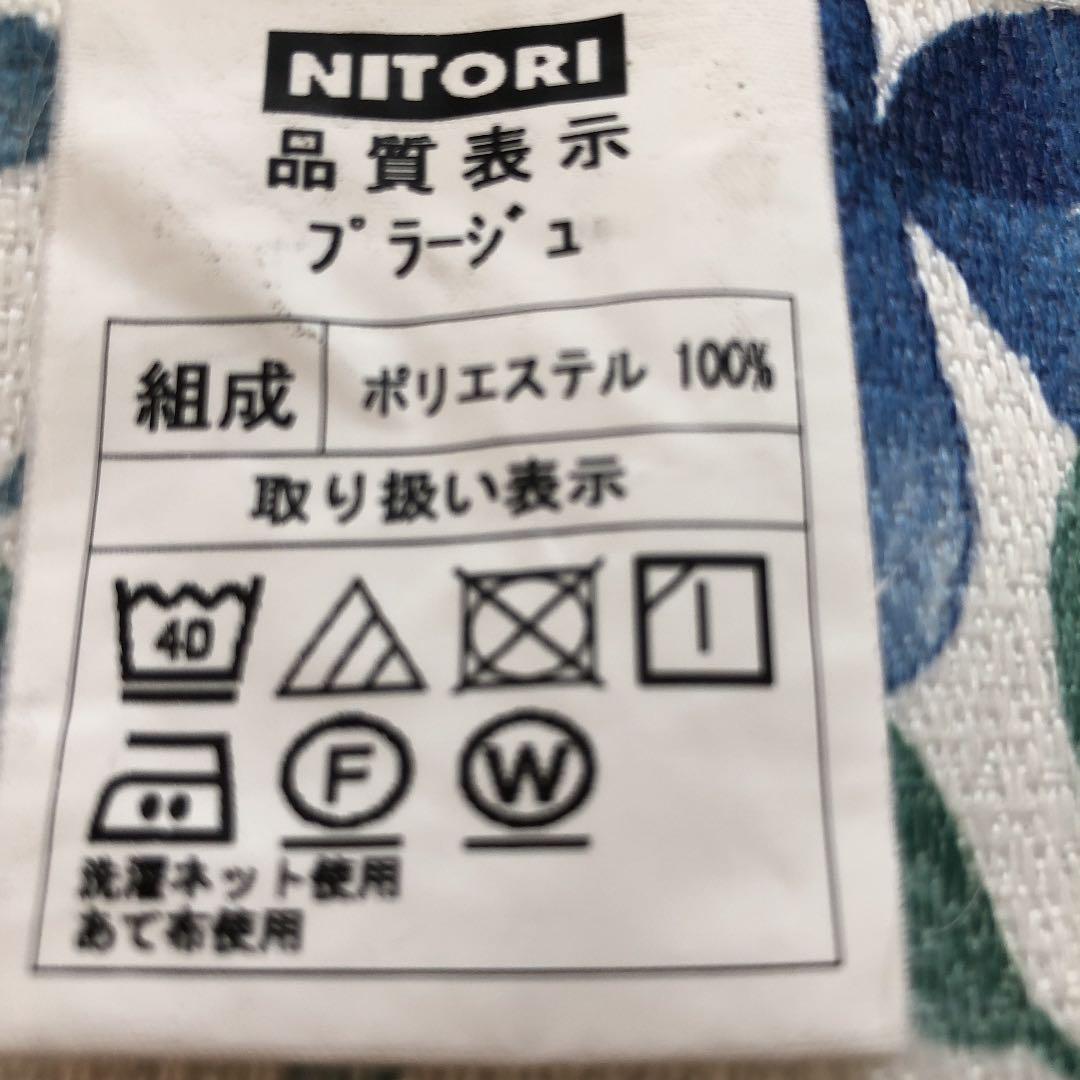 NITORI
品質表示
プラージュ
組成 ポリエステル 100%
取り扱い表示
40
F W
洗濯ネット使用
あて布使用